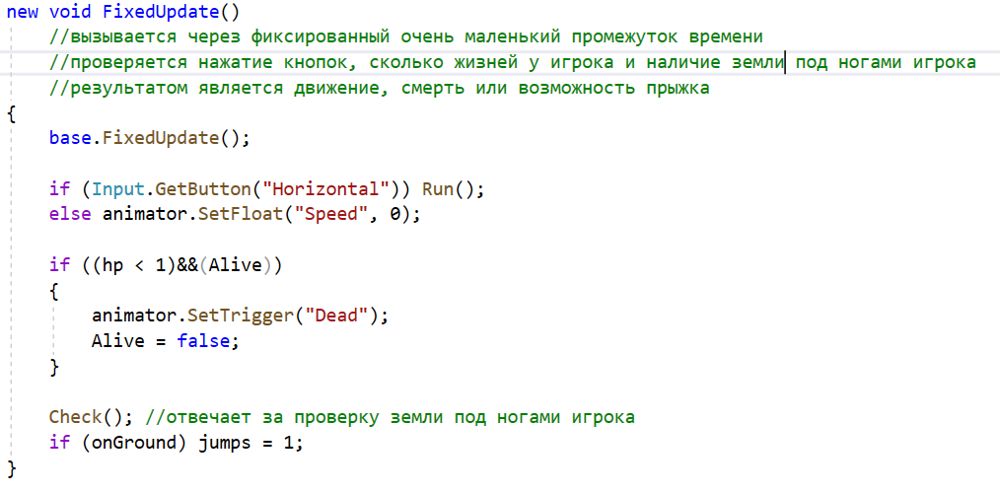 new void FixedUpdate()
    //вызывается через фиксированный очень маленький промежуток времени
    //проверяется нажатие кнопок, сколько жизней у игрока и наличие земли под ногами игрока
    //результатом является движение, смерть или возможность прыжка
{
    base.FixedUpdate();

    if (Input.GetButton("Horizontal")) Run();
    else animator.SetFloat("Speed", 0);

    if ((hp < 1)&&(Alive))
    {
        animator.SetTrigger("Dead");
        Alive = false;
    }

    Check(); //отвечает за проверку земли под ногами игрока
    if (onGround) jumps = 1;
}